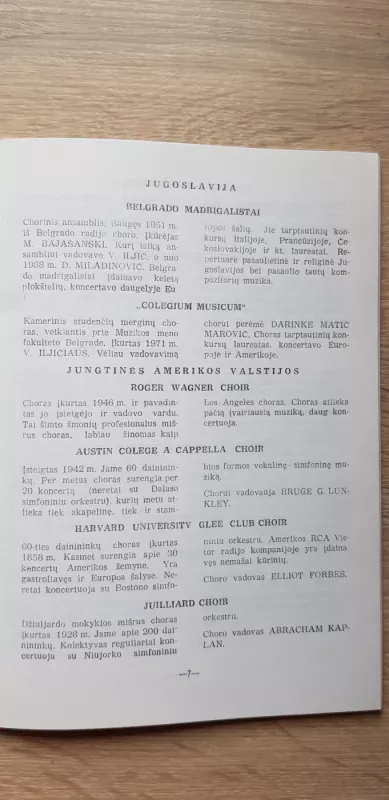 JUGOSLAVIJA
BELGRADO MADRIGALISTAI
Chorinis ansamblis, išaugęs 1951 m.
iš Belgrado radijo choro. Įkūrėjas
M. BAJASANSKI. Kurį laiką an-
sambliui vadovavo V. ILJIC, o nuo
1968 m. D. MILADINOVIC. Belgra-
do madrigalistai įdainavo keletą
plokštelių, koncertavo daugelyje Eu
ropos šalių. Jie tarptautinių kon-
kursų Italijoje, Prancūzijoje, Če
koslovakijoje ir kt. laureatai. Re-
pertuare pasaulietinė ir religinė Ju-
goslavijos bei pasaulio tautų kom-
pozitorių muzika.
„COLEGIUM MUSICUM"
Kamerinis studenčių merginų cho-
ras, veikiantis prie Muzikos meno
fakulteto Belgrade. Įkurtas 1971 m.
V. ILJICIAUS. Vėliau vadovavimą
chorui perėmė DARINKE MATIC
MAROVIC. Choras tarptautinių kon-
kursų laureatas, koncertavo Euro-
poje ir Amerikoje.
JUNGTINĖS AMERIKOS VALSTIJOS
ROGER WAGNER CHOIR
Choras įkurtas 1946 m. ir pavadin-
tas jo įsteigėjo ir vadovo vardu.
Tai šimto žmonių profesionalus miš-
rus choras, labiau žinomas kaip
Los Angeles choras. Choras atlieka
pačią įvairiausią muziką, daug kon-
certuoja.
AUSTIN COLEGE A CAPPELLA CHOIR
Įsteigtas 1942 m. Jame 60 dainin-
kų. Per metus choras surengia per
20 koncertų (neretai su Dalaso
simfoniniu orkestru), kurių metu at-
lieka tiek akapelinę, tiek ir stam-
bios formos vokalinę - simfoninę mu-
ziką.
Chorui vadovauja BRUGE G. LUN-
KLEY.
HARVARD UNIVERSITY GLEE CLUB CHOIR
60-ties dainininkų choras įkurtas
1858 m. Kasmet surengia apie 30
koncertų Amerikos žemyne. Yra
gastroliavęs ir Europos šalyse. Ne-
retai koncertuoja su Bostono simfo-
niniu orkestru. Amerikos RCA Vic-
tor radijo kompanijoje yra įdaina
vęs nemažai kūrinių.
Choro vadovas ELLIOT FORBES.
JUILLIARD CHOIR
Džiuljardo mokyklos mišrus choras
įkurtas 1928 m. Jame apie 200 dai-
nininkų. Kolektyvas reguliariai kon-
certuoja su Niujorko simfoniniu
orkestru.
Choro vadovas ABRACHAM KAP-
LAN.
—7—